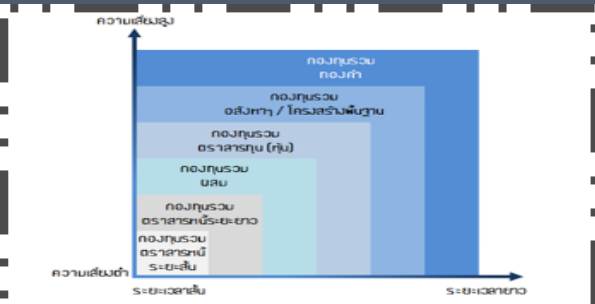 ความเสี่ยงสูง
กองทุนรวม
ทองคำ
กองทุนรวม
อสังหาฯ / โครงสร้างพื้นฐาน
กองทุนรวม
ตราสารทุน (หุ้น)
กองทุนรวม
ผสม
กองทุนรวม
ตราสารหนี้ระยะยาว
กองทุนรวม
ตราสารหนี้
ระยะสั้น
ความเสี่ยงต่ำ
ระยะเวลาสั้น
ระยะเวลายาว